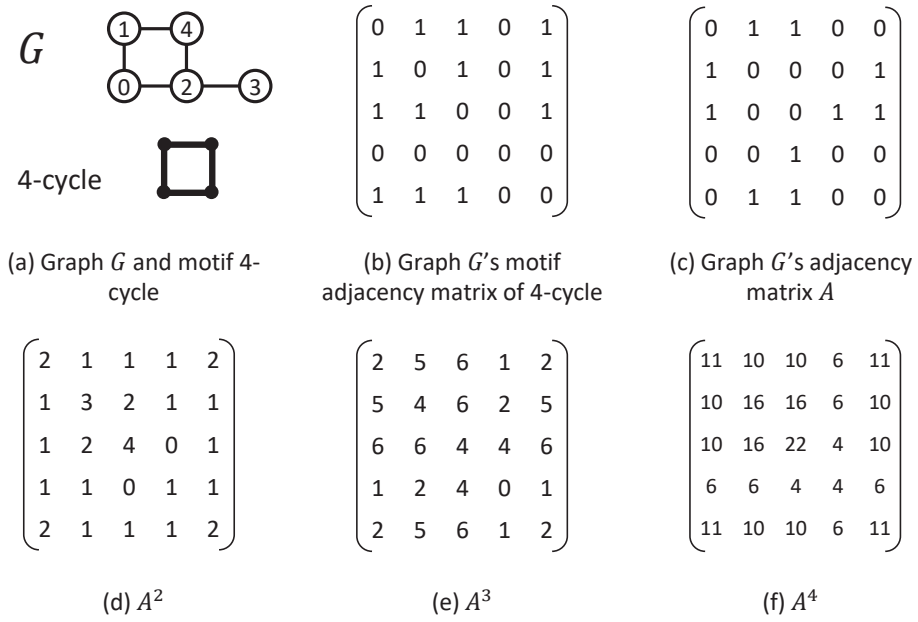 G
1 4
0 2 3
4-cycle
(a) Graph G and motif 4-
cycle
0 1 1 0 1
1 0 1 0 1
1 1 0 0 1
0 0 0 0 0
1 1 1 0 0
(b) Graph G's motif
adjacency matrix of 4-cycle
0 1 1 0 0
1 0 0 0 1
1 0 0 1 1
0 0 1 0 0
0 1 1 0 0
(c) Graph G's adjacency
matrix A
2 1 1 1 2
1 3 2 1 1
1 2 4 0 1
1 1 0 1 1
2 1 1 1 2
(d) A²
2 5 6 1 2
5 4 6 2 5
6 6 4 4 6
1 2 4 0 1
2 5 6 1 2
(e) A³
11 10 10 6 11
10 16 16 6 10
10 16 22 4 10
6 6 4 4 6
11 10 10 6 11
(f) A⁴